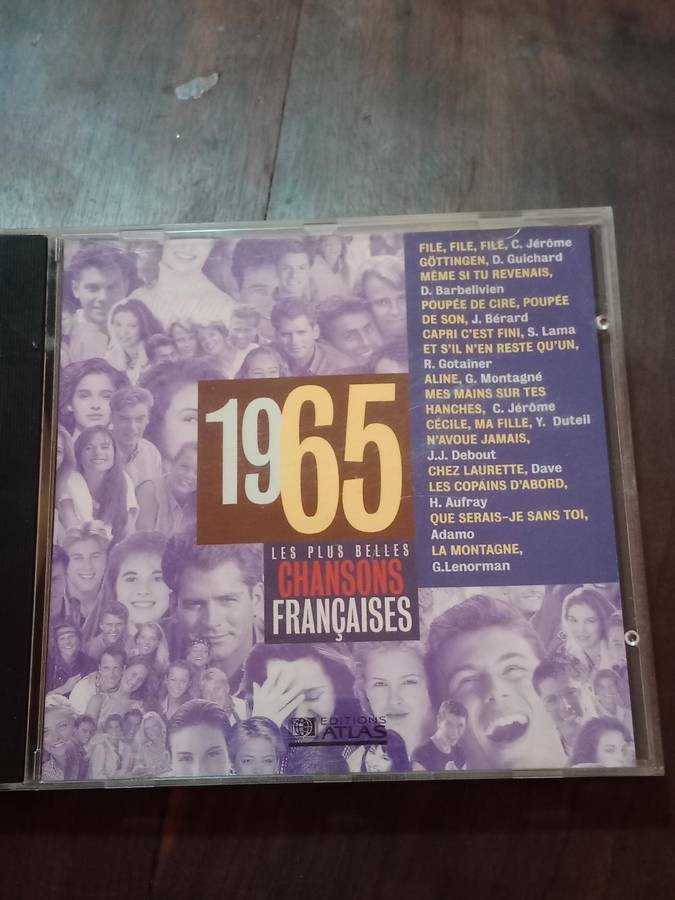 FILE, FILE, FILE, C. Jérôme
GÖTTINGEN, D. Guichard
MÊME SI TU REVENAIS,
D. Barbelivien
POUPÉE DE CIRE, POUPÉE
DE SON, J. Bérard
CAPRI C'EST FINI, S. Lama
ET S'IL N'EN RESTE QU'UN,
R. Gotainer
ALINE, G. Montagné
MES MAINS SUR TES
HANCHES, C. Jérôme
CÉCILE, MA FILLE, Y. Duteil
N'AVOUE JAMAIS,
J.J. Debout
CHEZ LAURETTE, Dave
LES COPÁINS D'ABORD,
H. Aufray
QUE SERAIS-JE SANS TOI,
Adamo
LA MONTAGNE,
G.Lenorman
1965
LES PLUS BELLES
CHANSONS
FRANÇAISES
EDITIONS
ATLAS